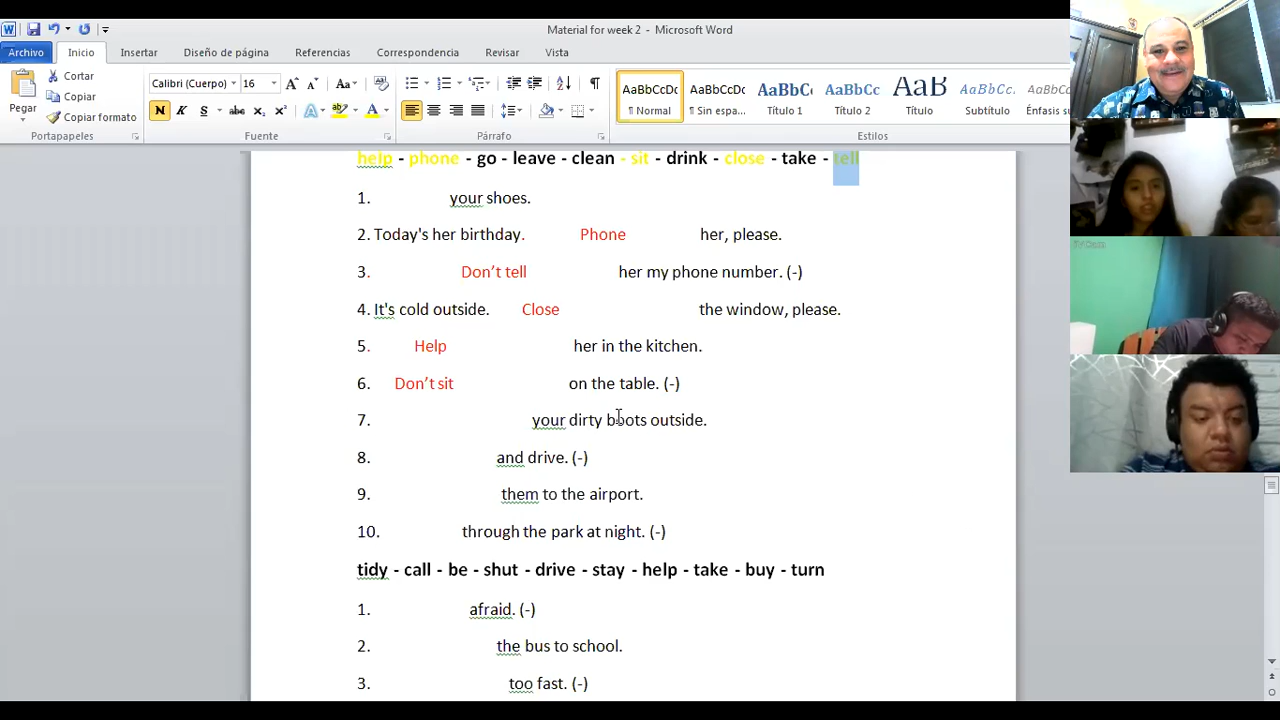 Material for week 2 - Microsoft Word
Archivo Inicio Insertar Diseño de página Referencias Correspondencia Revisar Vista
Pegar
Cortar
Copiar
Copiar formato
Calibri (Cuerpo) 16
N K S abc x₂ x² A A
AaBbCcDc AaBbCcDc AaBbC AaBbCc AaB AaBbCc. AaBbCc
¶ Normal ¶ Sin espa... Título 1 Título 2 Título Subtítulo Énfasis su
Portapapeles Fuente Párrafo Estilos
help - phone - go - leave - clean - sit - drink - close - take - tell
1. your shoes.
2. Today's her birthday. Phone her, please.
3. Don't tell her my phone number. (-)
4. It's cold outside. Close the window, please.
5. Help her in the kitchen.
6. Don't sit on the table. (-)
7. your dirty boots outside.
8. and drive. (-)
9. them to the airport.
10. through the park at night. (-)
tidy - call - be - shut - drive - stay - help - take - buy - turn
1. afraid. (-)
2. the bus to school.
3. too fast. (-)